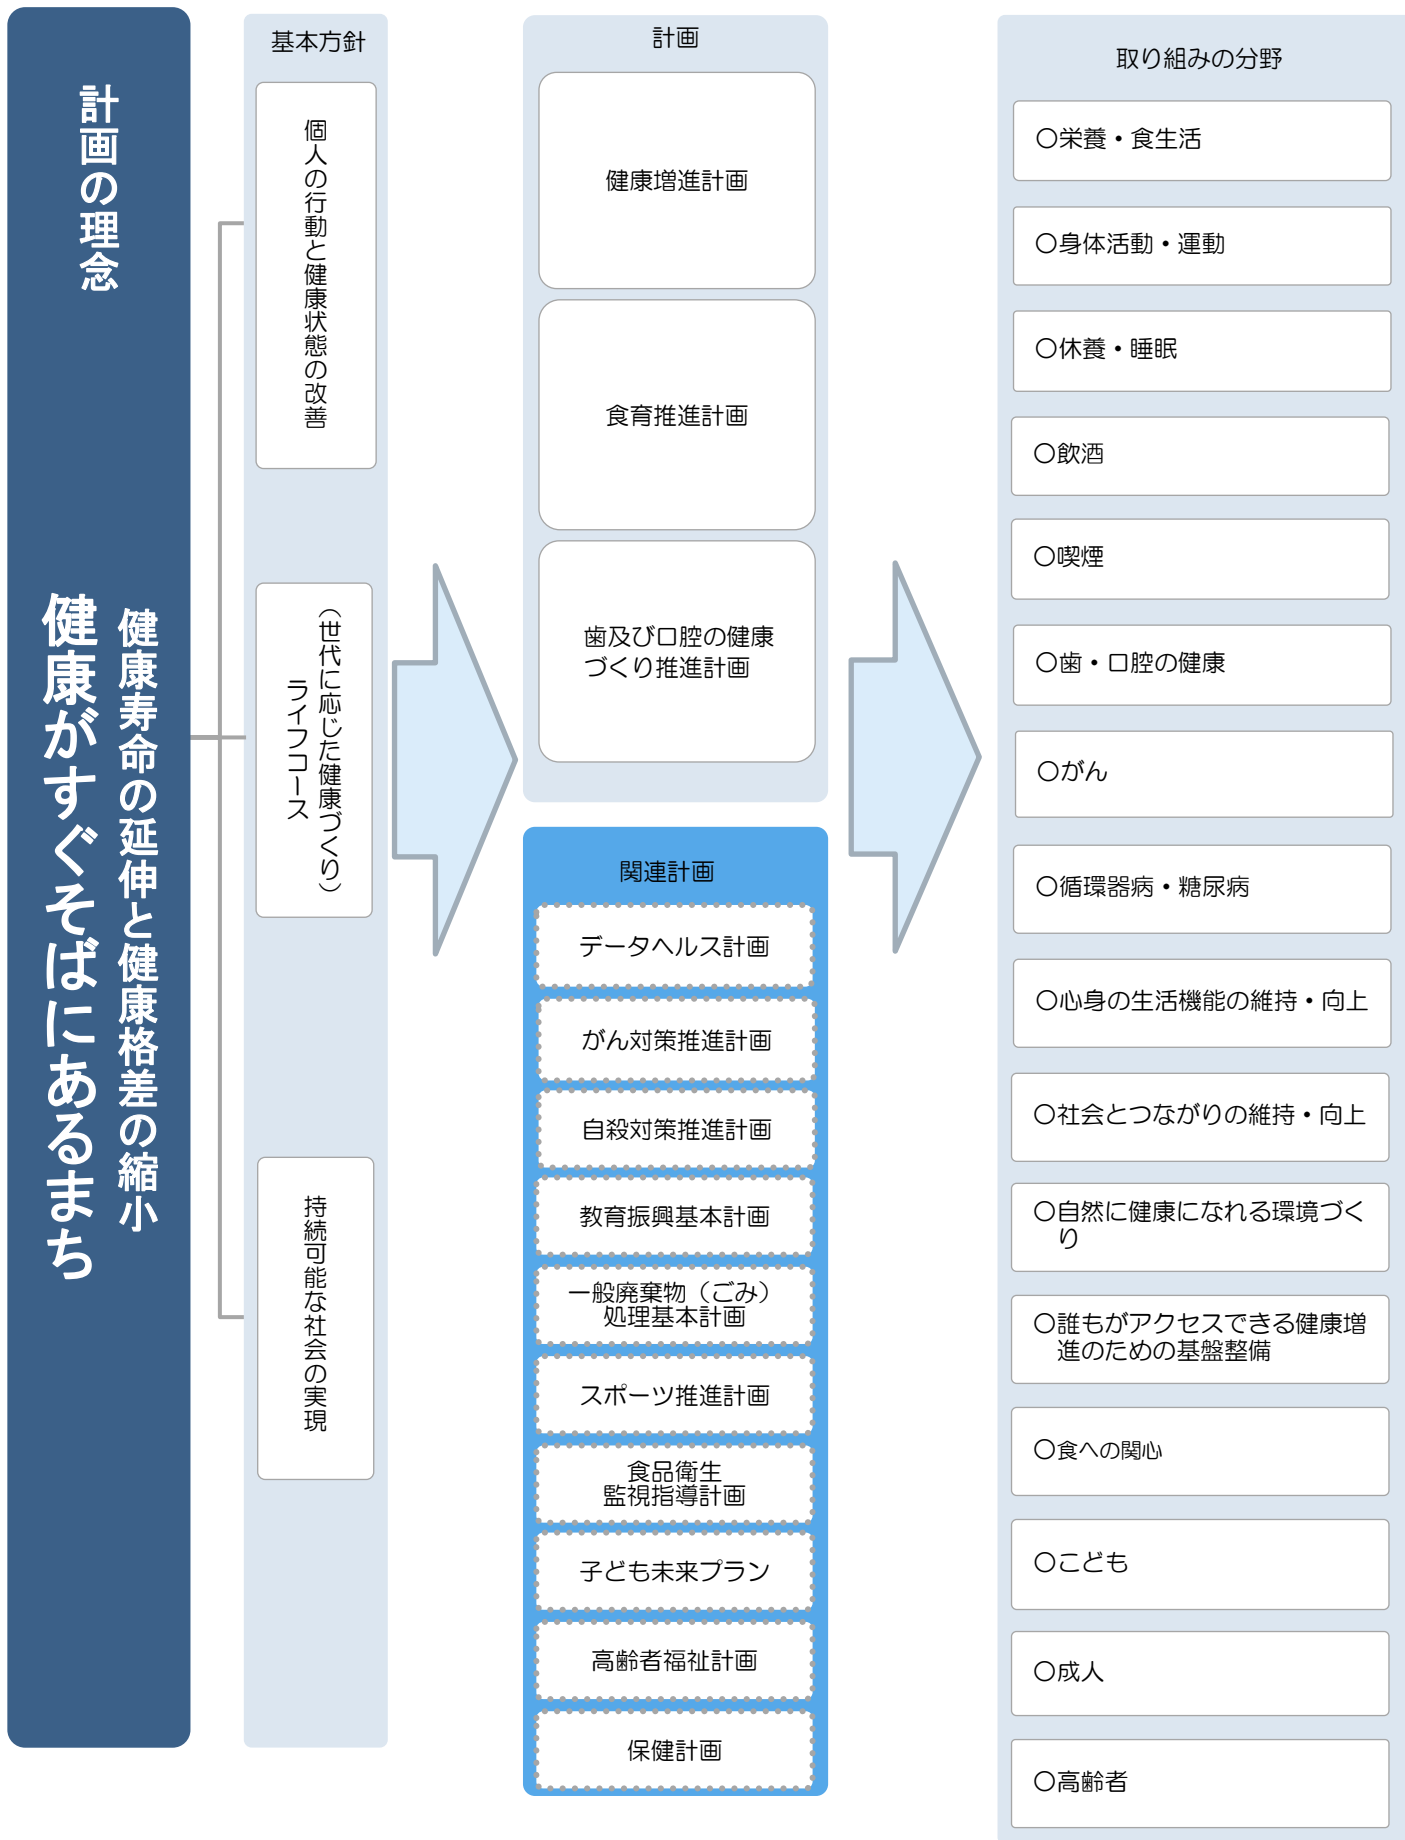 計画の理念
健康寿命の延伸と健康格差の縮小
健康がすぐそばにあるまち
基本方針
個人の行動と健康状態の改善
（世代に応じた健康づくり）
ライフコース
持続可能な社会の実現
計画
健康増進計画
食育推進計画
歯及び口腔の健康
づくり推進計画
関連計画
データヘルス計画
がん対策推進計画
自殺対策推進計画
教育振興基本計画
一般廃棄物（ごみ）
処理基本計画
スポーツ推進計画
食品衛生
監視指導計画
子ども未来プラン
高齢者福祉計画
保健計画
取り組みの分野
〇栄養・食生活
〇身体活動・運動
〇休養・睡眠
〇飲酒
〇喫煙
〇歯・口腔の健康
〇がん
〇循環器病・糖尿病
〇心身の生活機能の維持・向上
〇社会とつながりの維持・向上
〇自然に健康になれる環境づく
り
〇誰もがアクセスできる健康増
進のための基盤整備
〇食への関心
〇こども
〇成人
〇高齢者